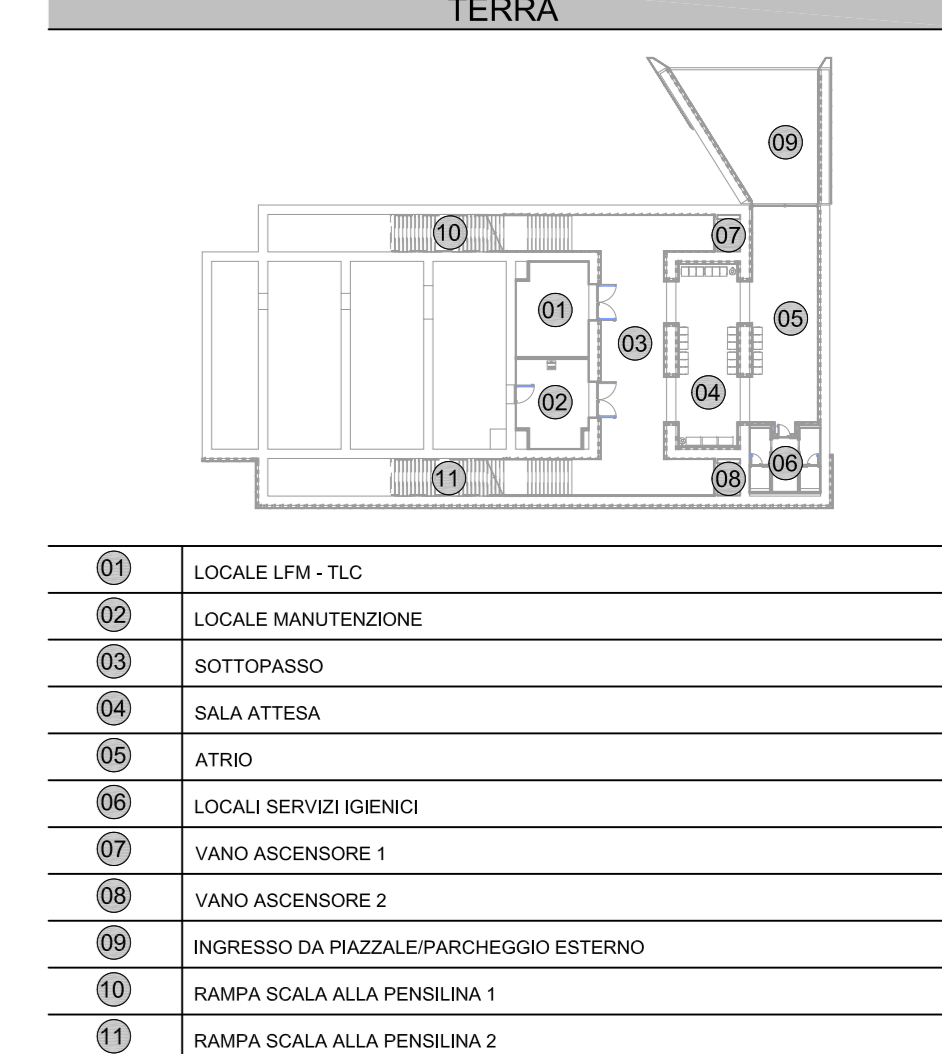 TERRA
09
10
07
01
05
03
02
04
06
11
08
01 LOCALE LFM - TLC
02 LOCALE MANUTENZIONE
03 SOTTOPASSO
04 SALA ATTESA
05 ATRIO
06 LOCALI SERVIZI IGIENICI
07 VANO ASCENSORE 1
08 VANO ASCENSORE 2
09 INGRESSO DA PIAZZALE/PARCHEGGIO ESTERNO
10 RAMPA SCALA ALLA PENSILINA 1
11 RAMPA SCALA ALLA PENSILINA 2